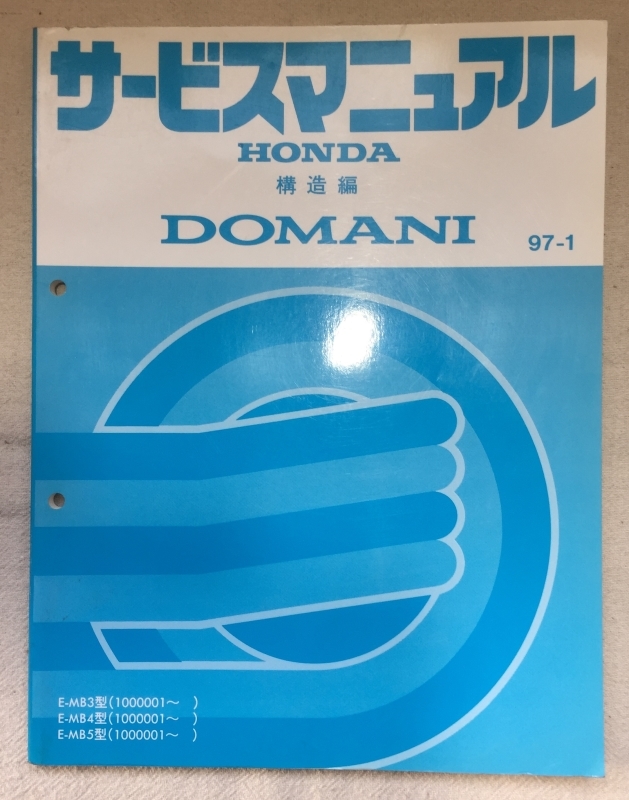 サービスマニュアル
HONDA
構造編
DOMANI 97-1
E-MB3型(1000001～ )
E-MB4型(1000001～ )
E-MB5型(1000001～ )